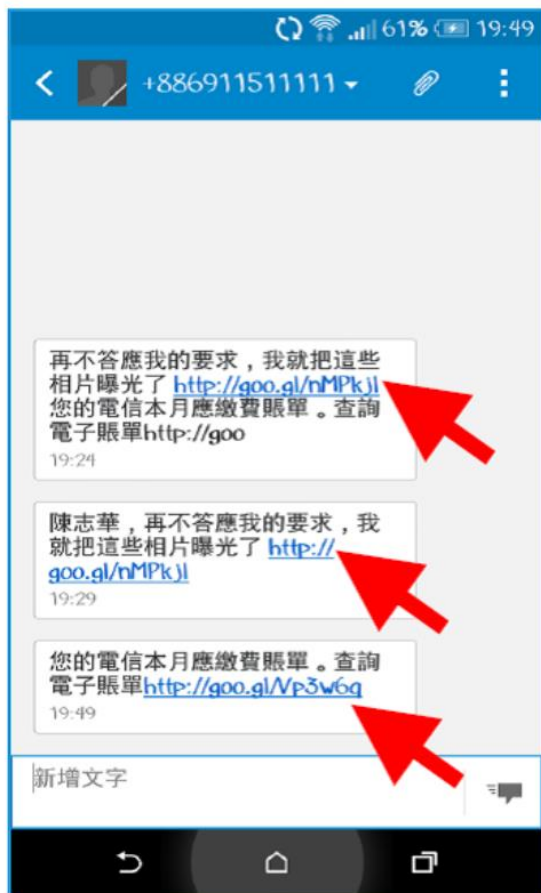 61% 19:49
+886911511111
再不答應我的要求，我就把這些
相片曝光了 http://goo.gl/nMPkjl
您的電信本月應繳費賬單。查詢
電子賬單http://goo
19:24
陳志華，再不答應我的要求，我
就把這些相片曝光了 http://
goo.gl/nMPkjl
19:29
您的電信本月應繳費賬單。查詢
電子賬單http://goo.gl/Vp3w6q
19:49
新增文字